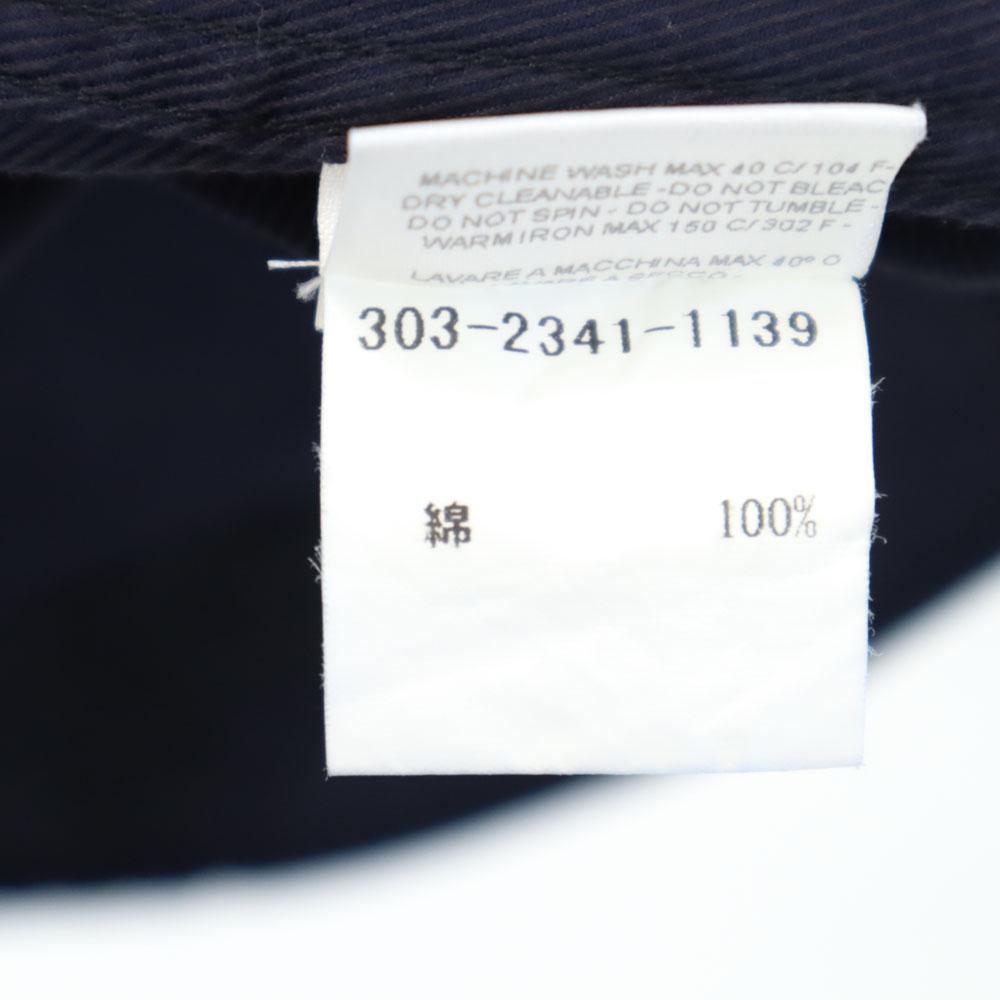 MACHINE WASH MAX 40 C/104 F-
DRY CLEANABLE -DO NOT BLEAC
DO NOT SPIN - DO NOT TUMBLE -
WARM IRON MAX 150 C/302 F -
LAVARE A MACCHINA MAX 40° C
A SECCO -
303-2341-1139
綿 100%